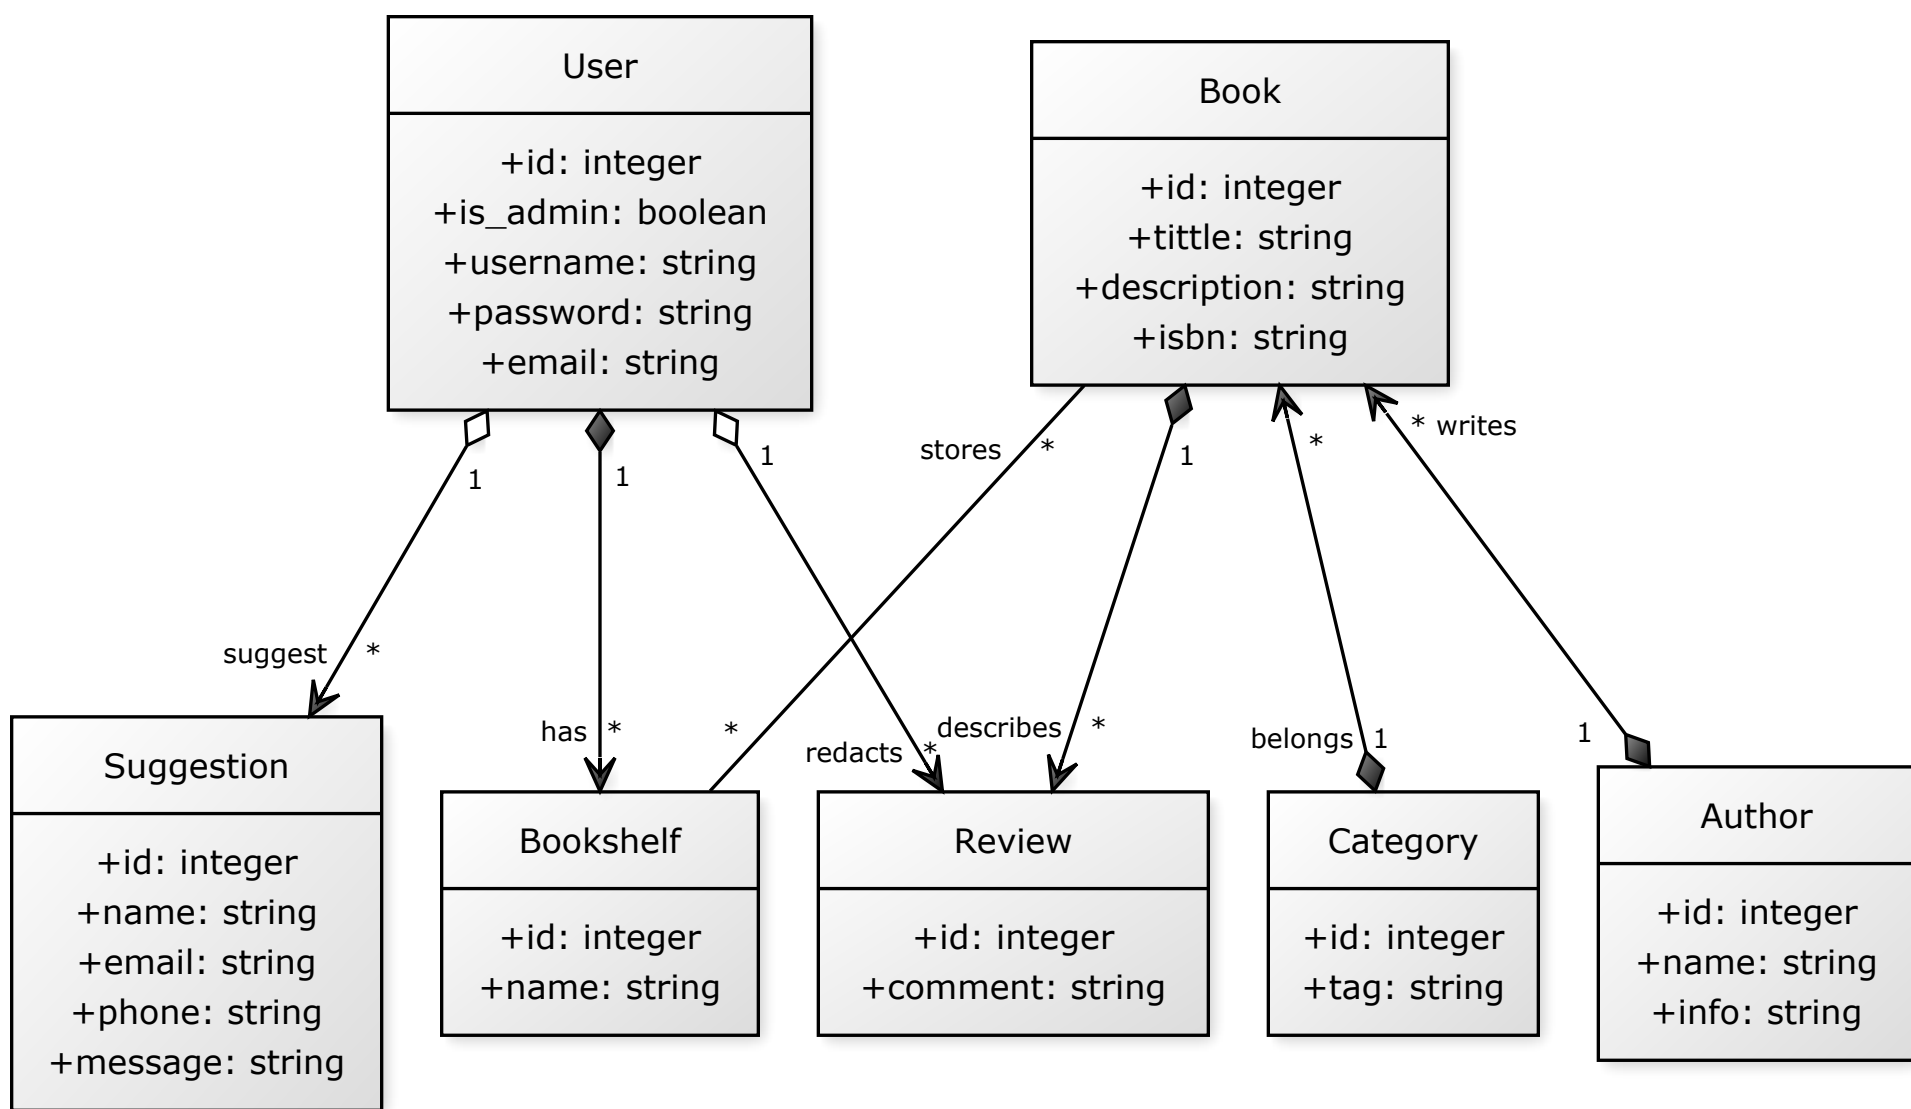 User
+id: integer
+is_admin: boolean
+username: string
+password: string
+email: string
Book
+id: integer
+tittle: string
+description: string
+isbn: string
1
1
1
stores
*
1
*
* writes
suggest
*
has
*
*
redacts
*
describes
*
belongs
1
1
Suggestion
+id: integer
+name: string
+email: string
+phone: string
+message: string
Bookshelf
+id: integer
+name: string
Review
+id: integer
+comment: string
Category
+id: integer
+tag: string
Author
+id: integer
+name: string
+info: string